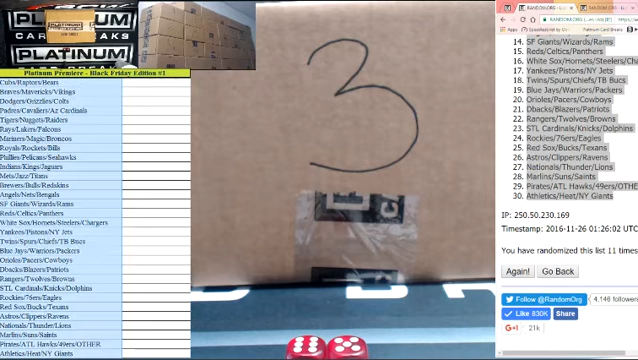 PLATINUM
CARD BREAKS
PLATINUM
Platinum Premiere - Black Friday Edition #1
Cubs/Raptors/Bears
Braves/Mavericks/Vikings
Dodgers/Grizzlies/Colts
Padres/Cavaliers/Az Cardinals
Tigers/Nuggets/Raiders
Rays/Lakers/Falcons
Mariners/Magic/Broncos
Royals/Rockets/Bills
Phillies/Pelicans/Seahawks
Indians/Kings/Jaguars
Mets/Jazz/Titans
Brewers/Bulls/Redskins
Angels/Nets/Bengals
SF Giants/Wizards/Rams
Reds/Celtics/Panthers
White Sox/Hornets/Steelers/Chargers
Yankees/Pistons/NY Jets
Twins/Spurs/Chiefs/TB Bucs
Blue Jays/Warriors/Packers
Orioles/Pacers/Cowboys
Dbacks/Blazers/Patriots
Rangers/Twolves/Browns
STL Cardinals/Knicks/Dolphins
Rockies/76ers/Eagles
Red Sox/Bucks/Texans
Astros/Clippers/Ravens
Nationals/Thunder/Lions
Marlins/Suns/Saints
Pirates/ATL Hawks/49ers/OTHER
Athletics/Heat/NY Giants
3
14. SF Giants/Wizards/Rams
15. Reds/Celtics/Panthers
16. White Sox/Hornets/Steelers/Cha
17. Yankees/Pistons/NY Jets
18. Twins/Spurs/Chiefs/TB Bucs
19. Blue Jays/Warriors/Packers
20. Orioles/Pacers/Cowboys
21. Dbacks/Blazers/Patriots
22. Rangers/Twolves/Browns
23. STL Cardinals/Knicks/Dolphins
24. Rockies/76ers/Eagles
25. Red Sox/Bucks/Texans
26. Astros/Clippers/Ravens
27. Nationals/Thunder/Lions
28. Marlins/Suns/Saints
29. Pirates/ATL Hawks/49ers/OTHE
30. Athletics/Heat/NY Giants
IP: 250.50.230.169
Timestamp: 2016-11-26 01:26:02 UTC
You have randomized this list 11 times
Again!
Go Back
Follow @RandomOrg
4,146 followers
Like 830K
G+1
21k